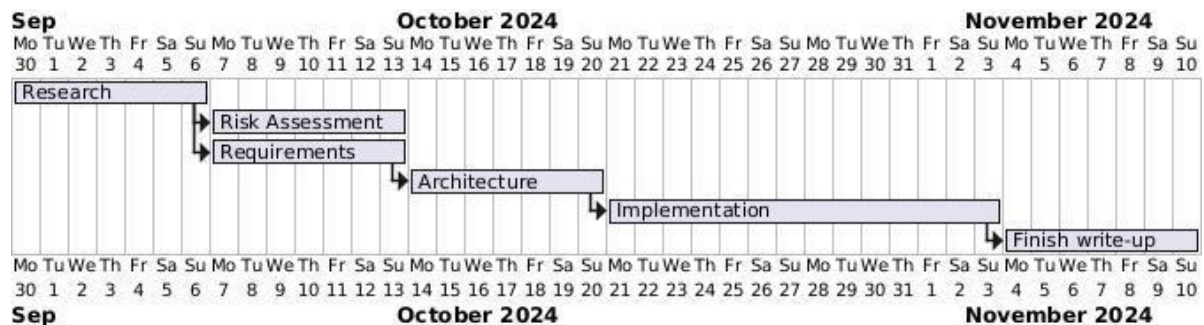 Sep October 2024 November 2024
Mo Tu We Th Fr Sa Su Mo Tu We Th Fr Sa Su Mo Tu We Th Fr Sa Su Mo Tu We Th Fr Sa Su Mo Tu We Th Fr Sa Su Mo Tu We Th Fr Sa Su
30 1 2 3 4 5 6 7 8 9 10 11 12 13 14 15 16 17 18 19 20 21 22 23 24 25 26 27 28 29 30 31 1 2 3 4 5 6 7 8 9 10
Research
Risk Assessment
Requirements
Architecture
Implementation
Finish write-up
Mo Tu We Th Fr Sa Su Mo Tu We Th Fr Sa Su Mo Tu We Th Fr Sa Su Mo Tu We Th Fr Sa Su Mo Tu We Th Fr Sa Su Mo Tu We Th Fr Sa Su
30 1 2 3 4 5 6 7 8 9 10 11 12 13 14 15 16 17 18 19 20 21 22 23 24 25 26 27 28 29 30 31 1 2 3 4 5 6 7 8 9 10
Sep October 2024 November 2024